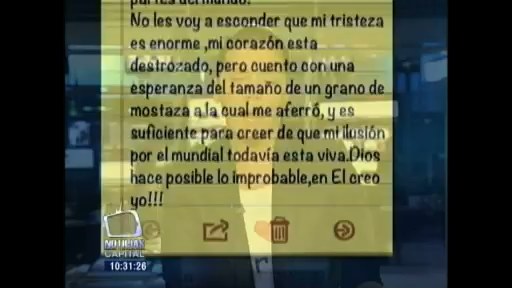 partes del mundo.
No les voy a esconder que mi tristeza
es enorme ,mi corazón esta
destrozado, pero cuento con una
esperanza del tamaño de un grano de
mostaza a la cual me aferró, y es
suficiente para creer de que mi ilusión
por el mundial todavía esta viva.Dios
hace posible lo improbable,en El creo
yo!!!
NOTICIAS
CAPITAL
10:31:26